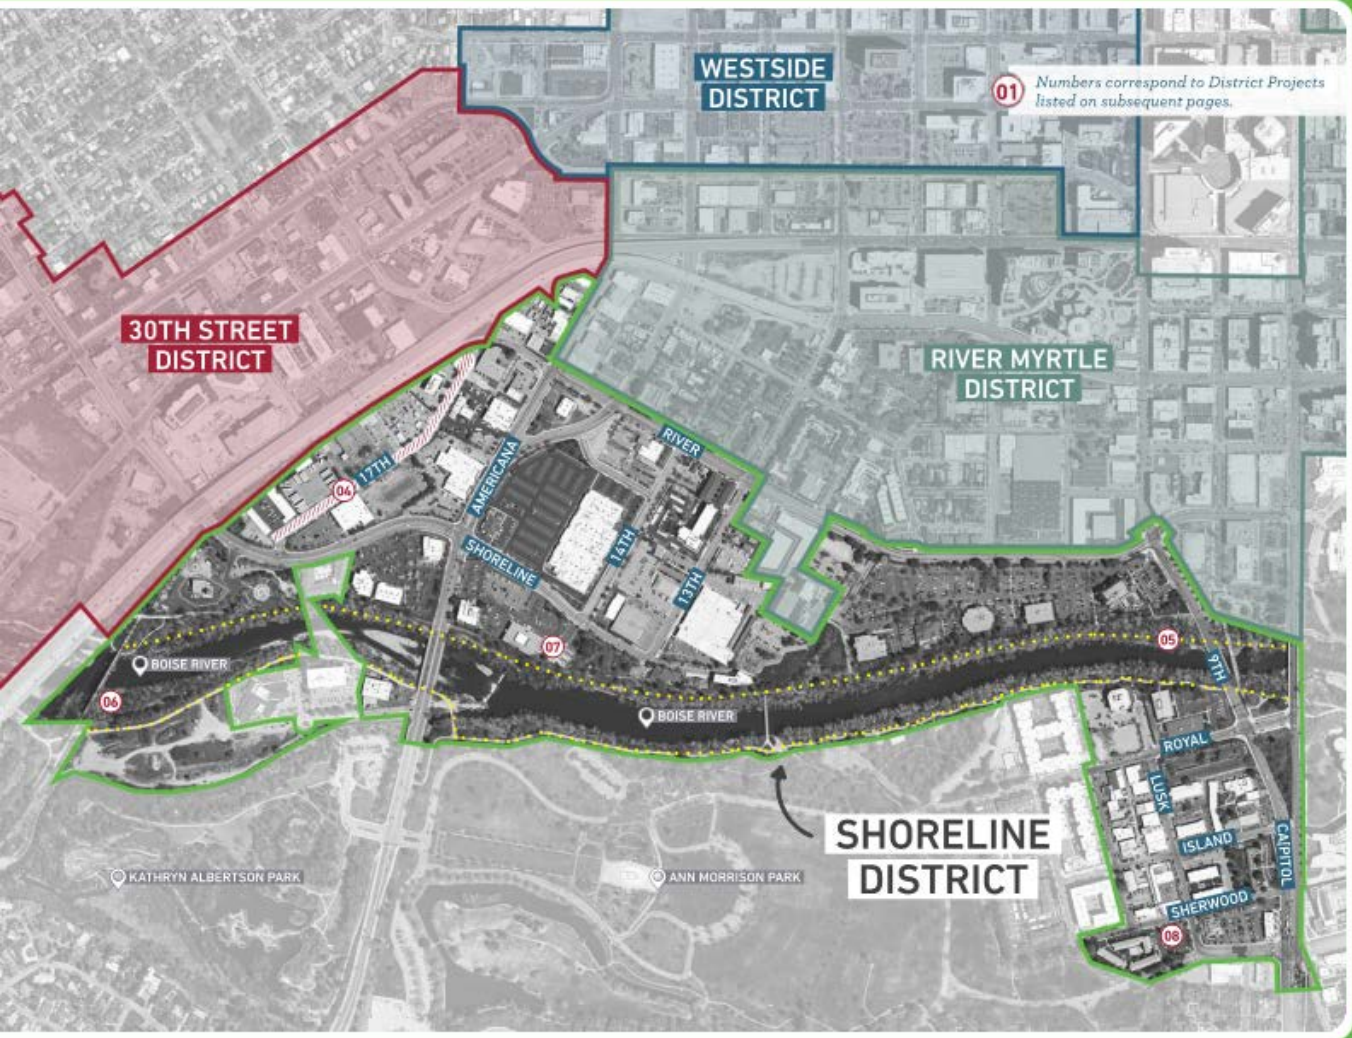 WESTSIDE
DISTRICT
01
Numbers correspond to District Projects
listed on subsequent pages.
30TH STREET
DISTRICT
RIVER MYRTLE
DISTRICT
RIVER
AMERICANA
17TH
04
SHORELINE
14TH
13TH
07
05
9TH
BOISE RIVER
06
BOISE RIVER
ROYAL
LUSK
ISLAND
CAPITOL
SHORELINE
DISTRICT
KATHRYN ALBERTSON PARK
ANN MORRISON PARK
SHERWOOD
08